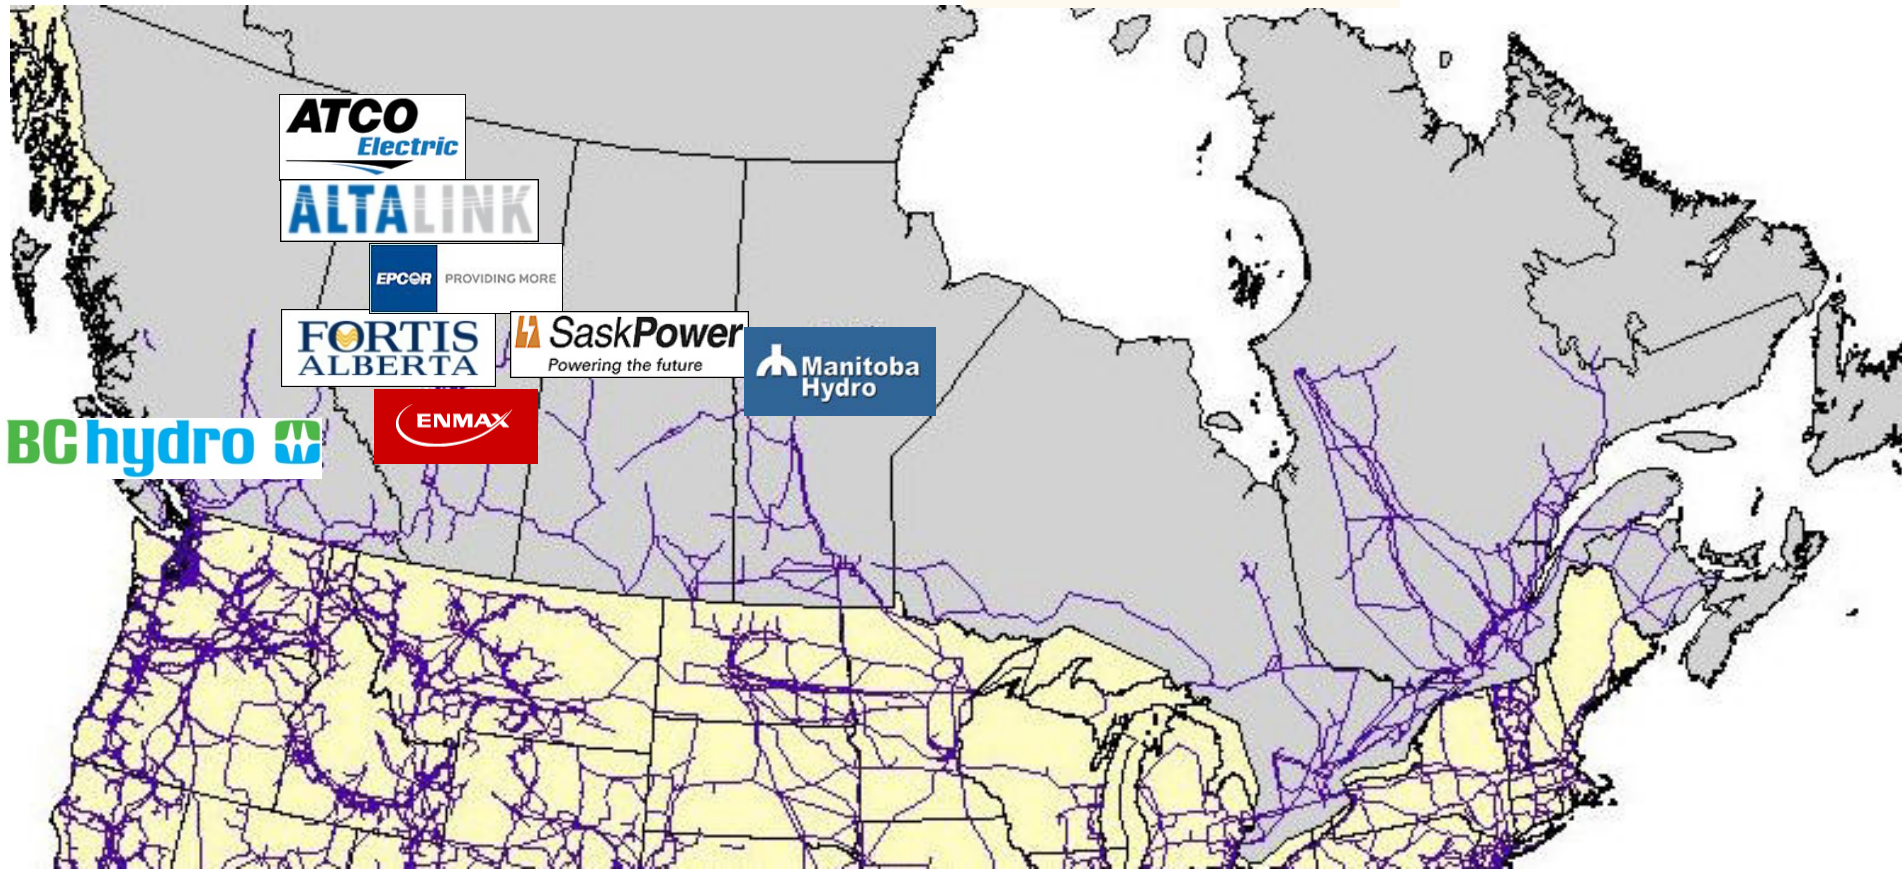 ATCO
Electric
ALTALINK
EPCOR PROVIDING MORE
FORTIS
ALBERTA
SaskPower
Powering the future
Manitoba
Hydro
ENMAX
BChydro